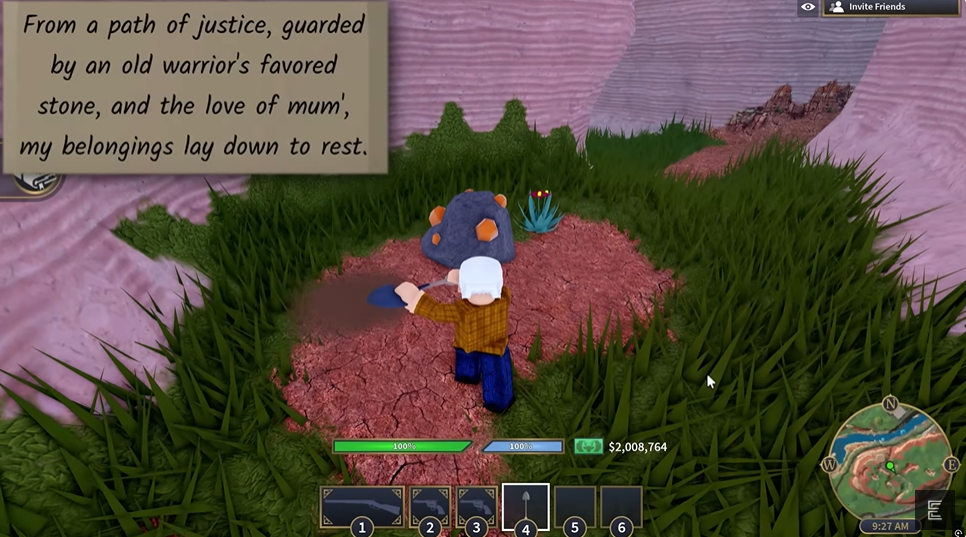 From a path of justice, guarded
by an old warrior's favored
stone, and the love of mum',
my belongings lay down to rest.
Invite Friends
100%
100%
$2,008,764
N
W
E
1
2
3
4
5
6
9:27 AM
E